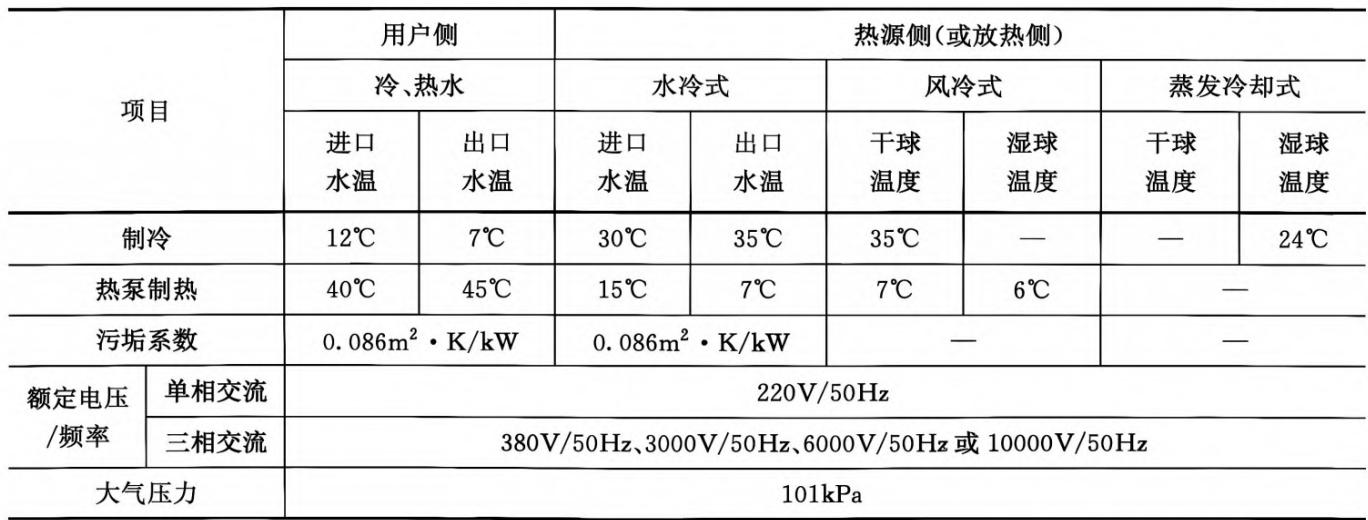 项目 用户侧 热源侧(或放热侧)
冷、热水 水冷式 风冷式 蒸发冷却式
进口水温 出口水温 进口水温 出口水温 干球温度 湿球温度 干球温度 湿球温度
制冷 12℃ 7℃ 30℃ 35℃ 35℃ — — 24℃
热泵制热 40℃ 45℃ 15℃ 7℃ 7℃ 6℃ —
污垢系数 0.086m²·K/kW 0.086m²·K/kW — —
额定电压/频率 单相交流 220V/50Hz
三相交流 380V/50Hz、3000V/50Hz、6000V/50Hz 或 10000V/50Hz
大气压力 101kPa